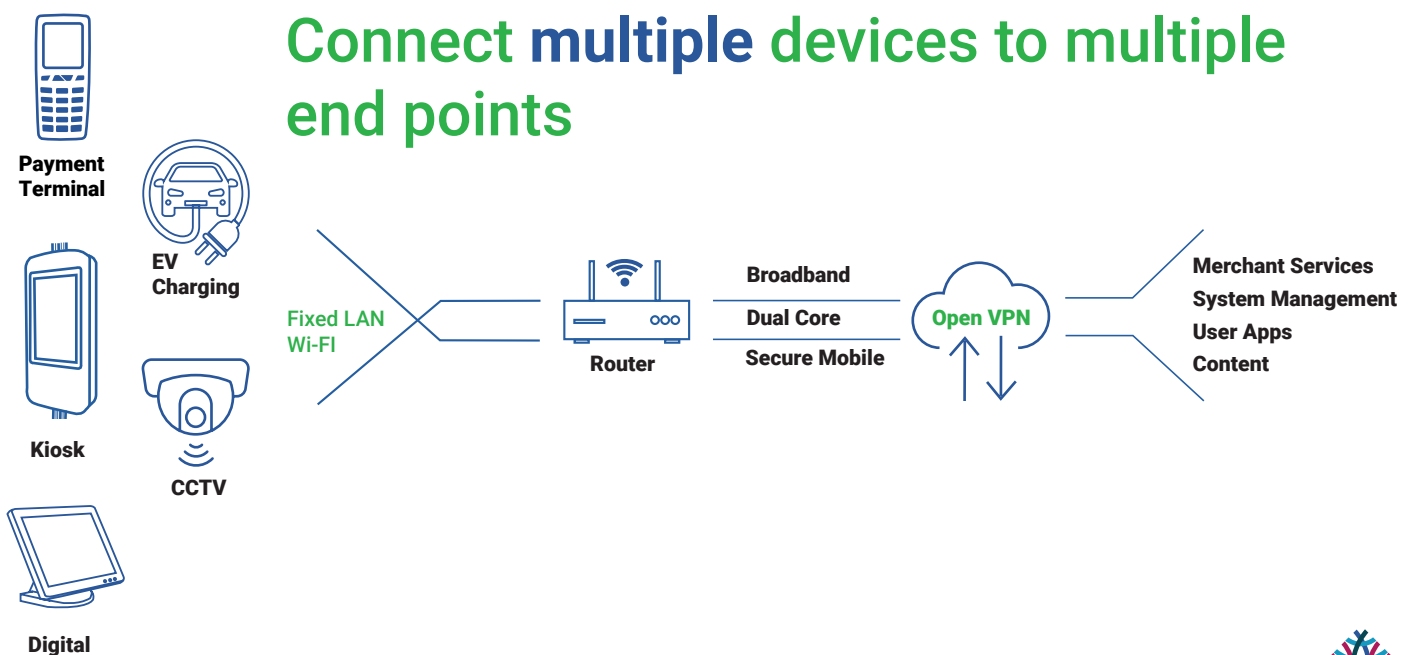 Connect multiple devices to multiple
end points
Payment
Terminal
EV
Charging
Kiosk
CCTV
Digital
Fixed LAN
Wi-FI
Router
Broadband
Dual Core
Secure Mobile
Open VPN
Merchant Services
System Management
User Apps
Content